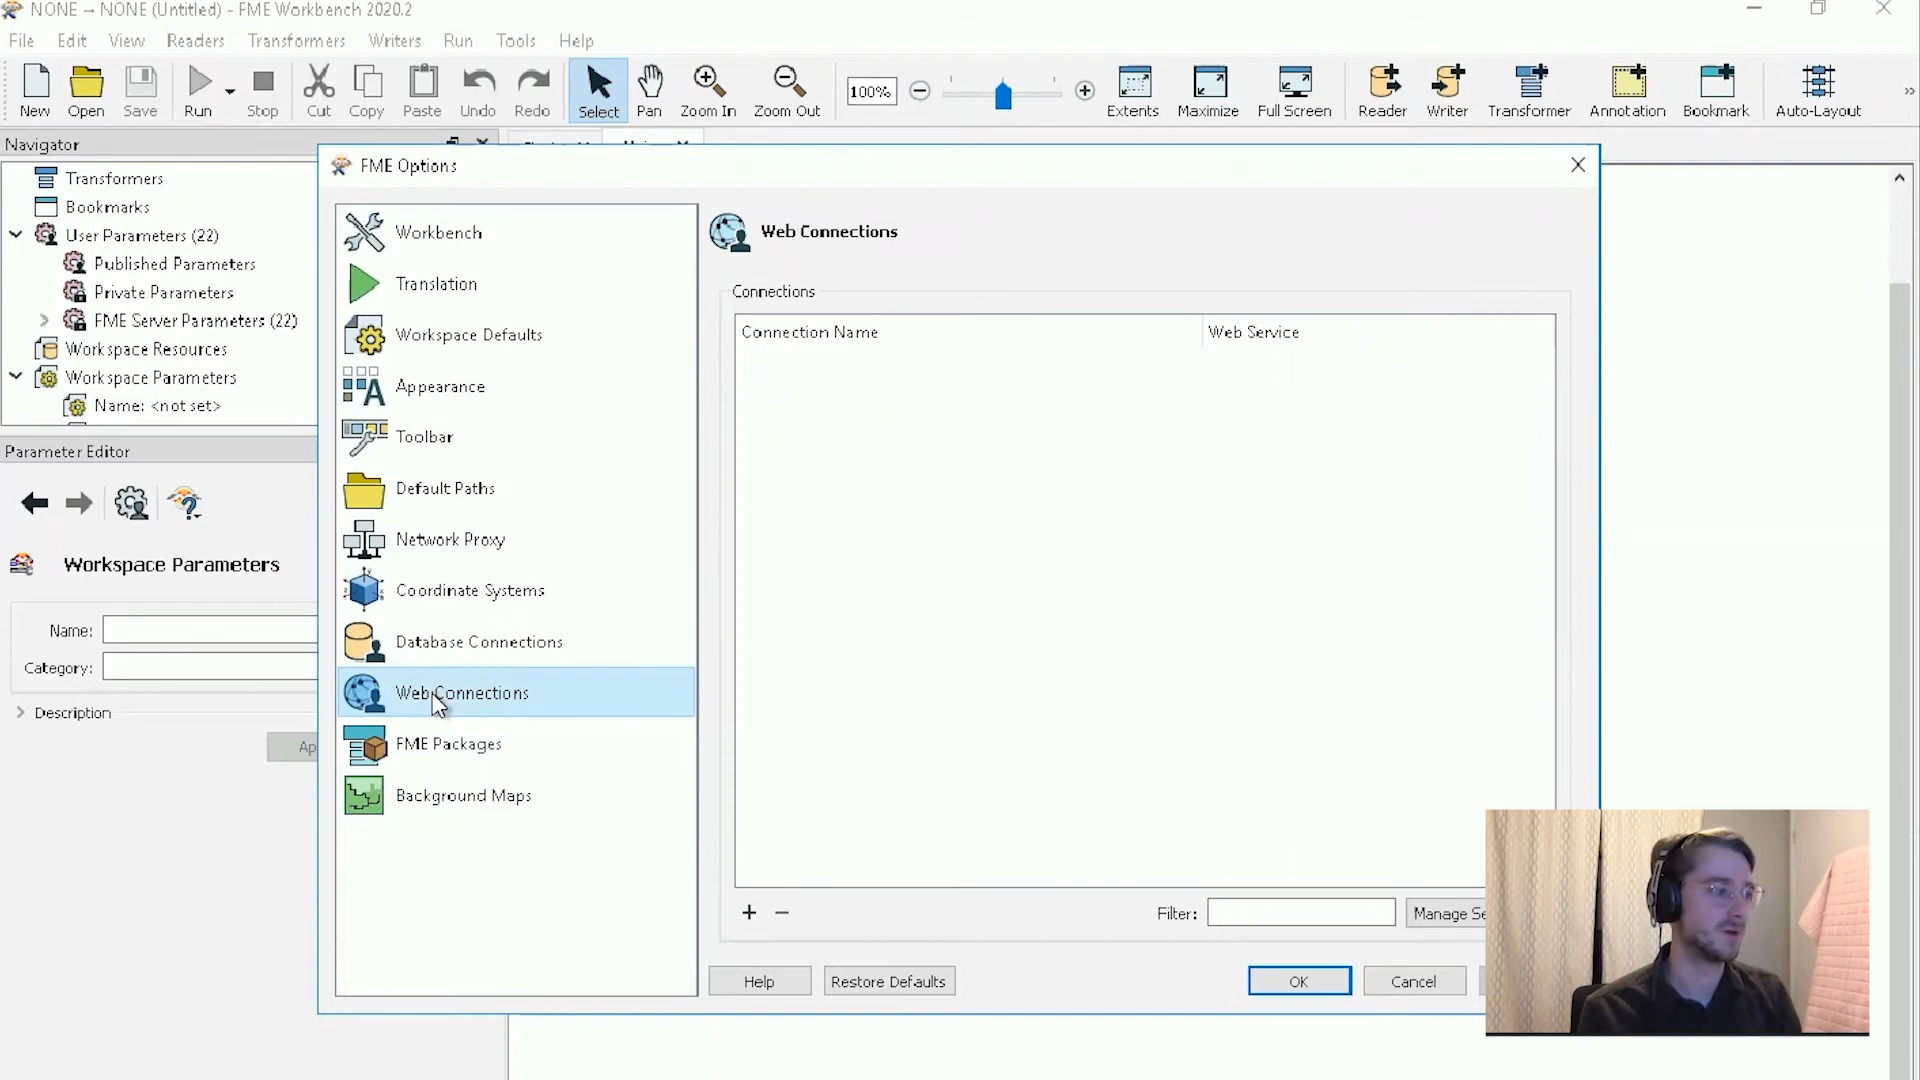 NONE → NONE (Untitled) - FME Workbench 2020.2
File Edit View Readers Transformers Writers Run Tools Help
New Open Save Run Stop Cut Copy Paste Undo Redo Select Pan Zoom In Zoom Out 100% Extents Maximize Full Screen Reader Writer Transformer Annotation Bookmark Auto-Layout
Navigator
Transformers
Bookmarks
User Parameters (22)
Published Parameters
Private Parameters
FME Server Parameters (22)
Workspace Resources
Workspace Parameters
Name: <not set>
Parameter Editor
Workspace Parameters
Name:
Category:
Description
Ap
FME Options
Workbench
Translation
Workspace Defaults
Appearance
Toolbar
Default Paths
Network Proxy
Coordinate Systems
Database Connections
Web Connections
FME Packages
Background Maps
Web Connections
Connections
Connection Name Web Service
+ −
Filter: Manage Se
Help Restore Defaults OK Cancel